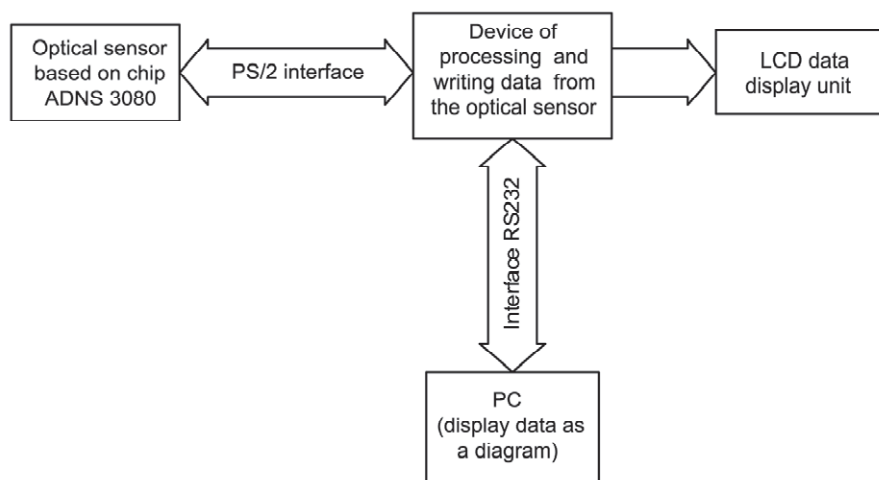 Optical sensor
based on chip
ADNS 3080
PS/2 interface
Device of
processing and
writing data from
the optical sensor
LCD data
display unit
Interface RS232
PC
(display data as
a diagram)